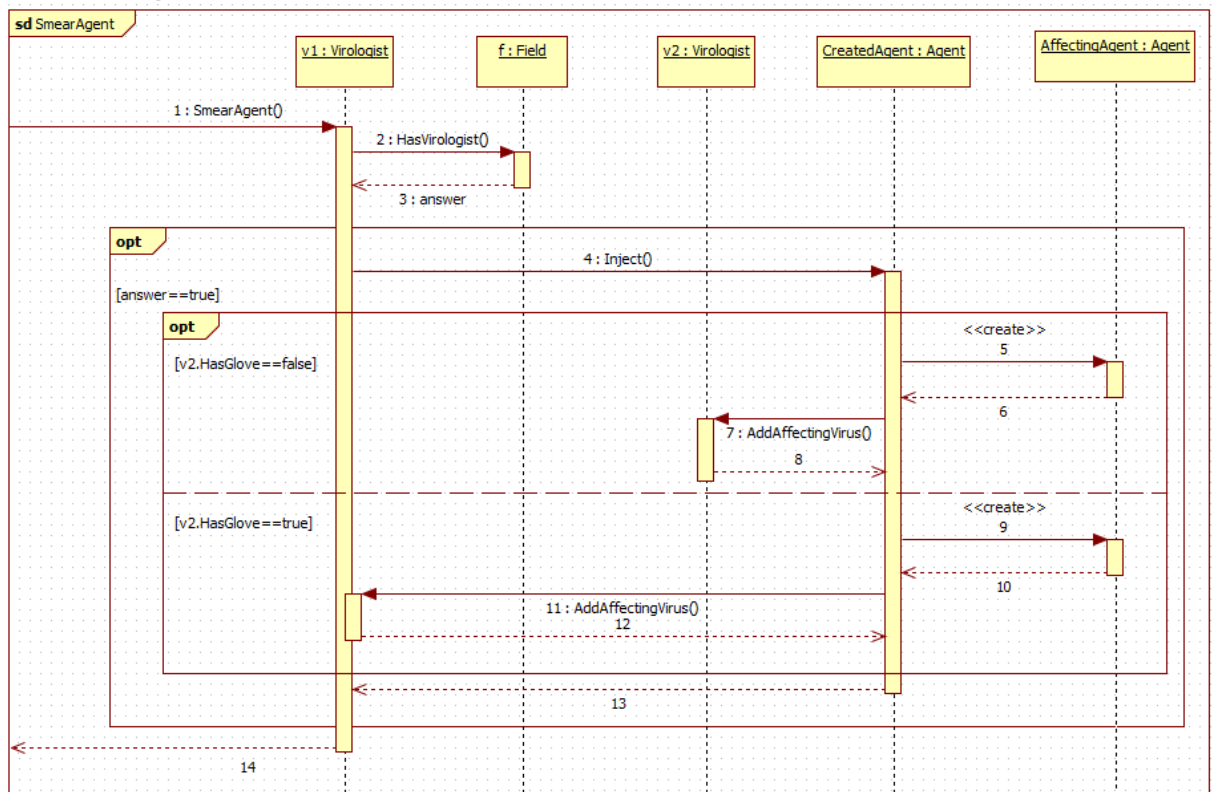 sd SmearAgent
v1 : Virologist
f : Field
v2 : Virologist
CreatedAgent : Agent
AffectingAgent : Agent
1 : SmearAgent()
2 : HasVirologist()
3 : answer
opt
4 : Inject()
[answer==true]
opt
<<create>>
5
[v2.HasGlove==false]
6
7 : AddAffectingVirus()
8
<<create>>
9
[v2.HasGlove==true]
10
11 : AddAffectingVirus()
12
13
14